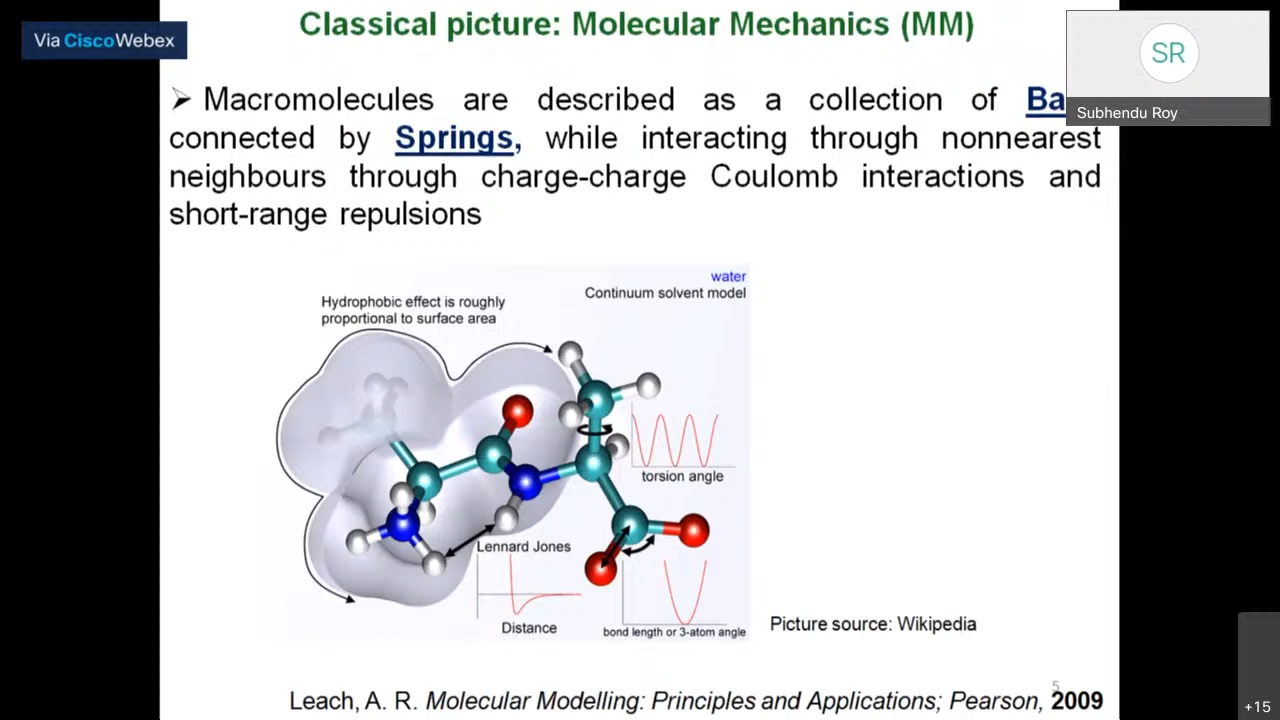 Classical picture: Molecular Mechanics (MM)
Via CiscoWebex
SR
Subhendu Roy
➤ Macromolecules are described as a collection of
connected by Springs, while interacting through nonnearest
neighbours through charge-charge Coulomb interactions and
short-range repulsions
water
Continuum solvent model
Hydrophobic effect is roughly
proportional to surface area
torsion angle
Lennard Jones
Distance
bond length or 3-atom angle
Picture source: Wikipedia
5
Leach, A. R. Molecular Modelling: Principles and Applications; Pearson, 2009
+15